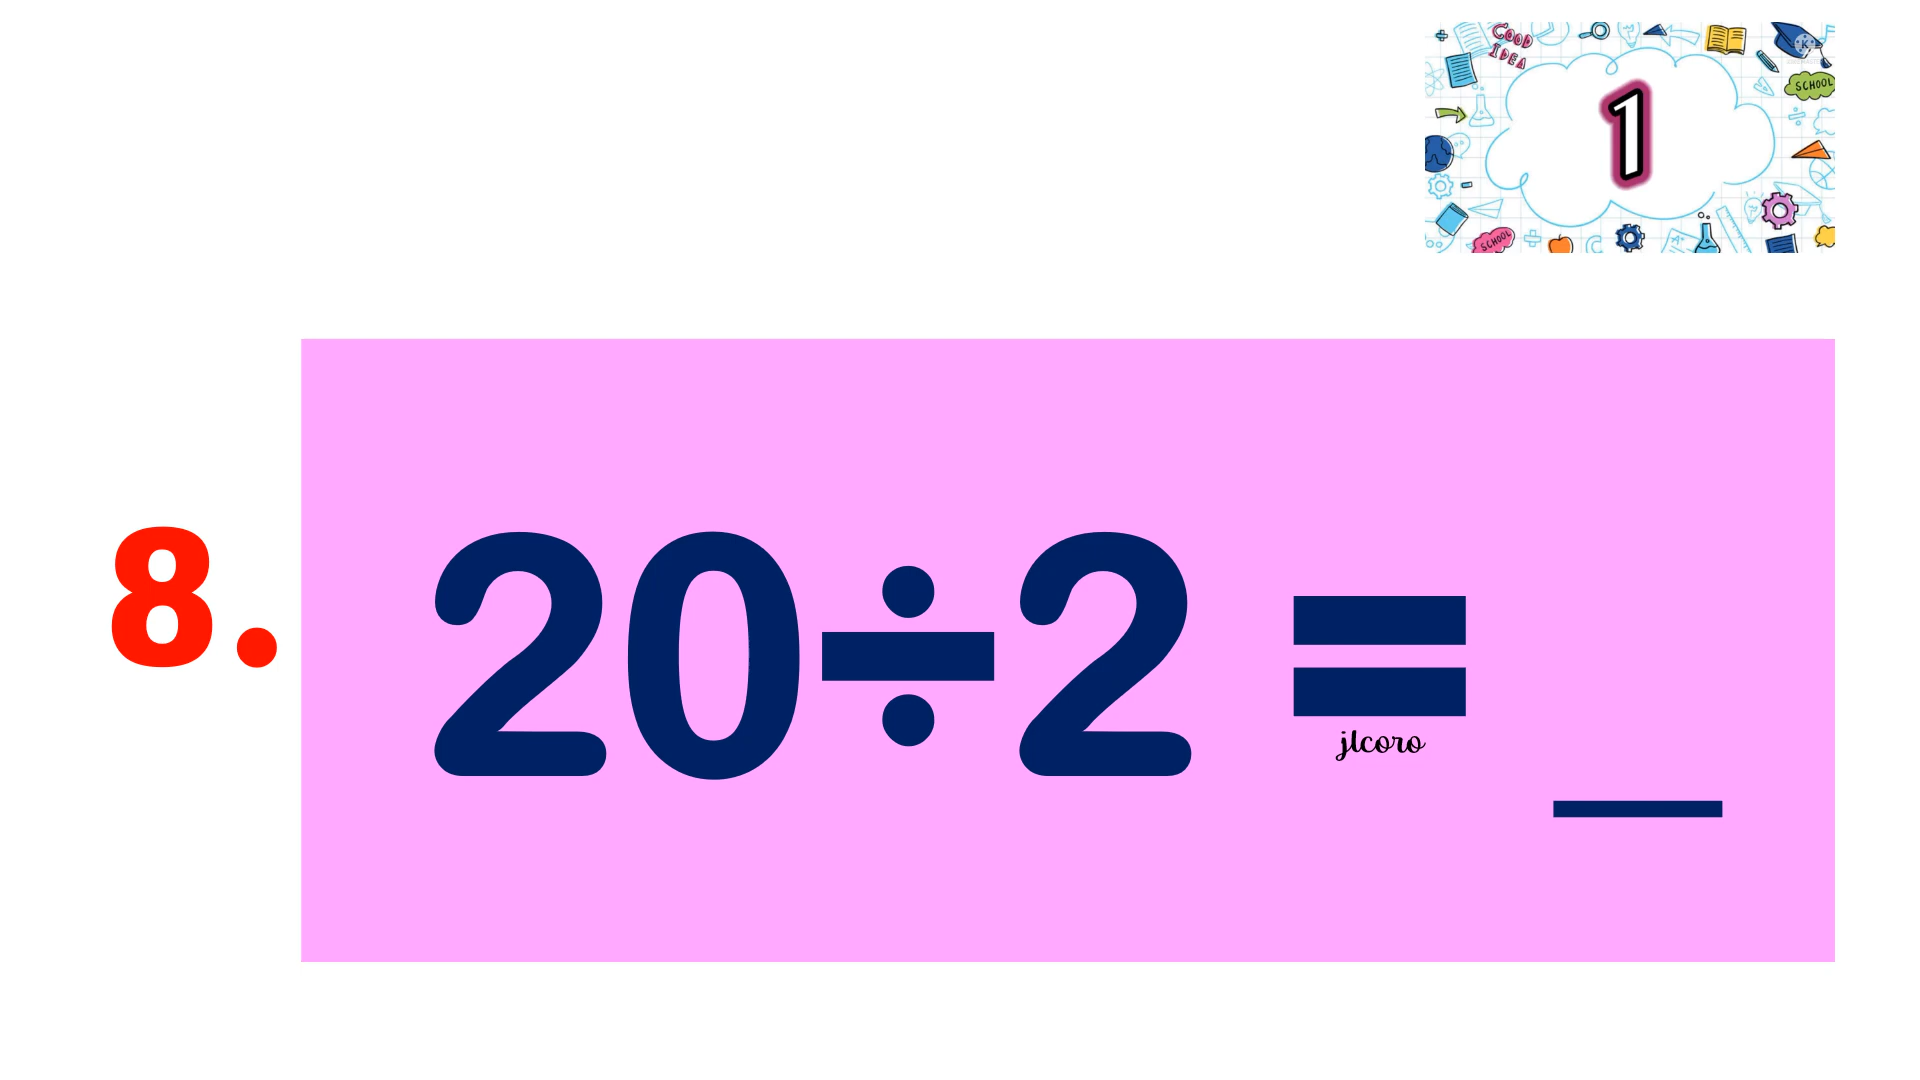 GOOD
IDEA
SCHOOL
1
SCHOOL
A+
8. 20÷2 = _
jlcoro